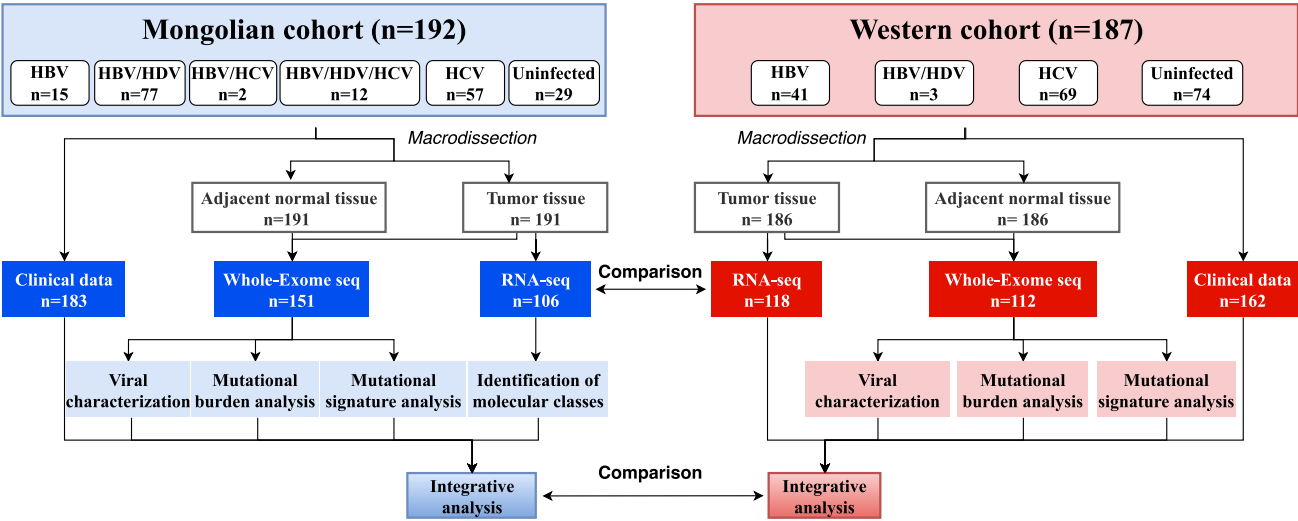 Mongolian cohort (n=192)
HBV
n=15
HBV/HDV
n=77
HBV/HCV
n=2
HBV/HDV/HCV
n=12
HCV
n=57
Uninfected
n=29
Western cohort (n=187)
HBV
n=41
HBV/HDV
n=3
HCV
n=69
Uninfected
n=74
Macrodissection
Macrodissection
Adjacent normal tissue
n=191
Tumor tissue
n= 191
Tumor tissue
n= 186
Adjacent normal tissue
n= 186
Clinical data
n=183
Whole-Exome seq
n=151
RNA-seq
n=106
Comparison
RNA-seq
n=118
Whole-Exome seq
n=112
Clinical data
n=162
Viral
characterization
Mutational
burden analysis
Mutational
signature analysis
Identification of
molecular classes
Viral
characterization
Mutational
burden analysis
Mutational
signature analysis
Integrative
analysis
Comparison
Integrative
analysis